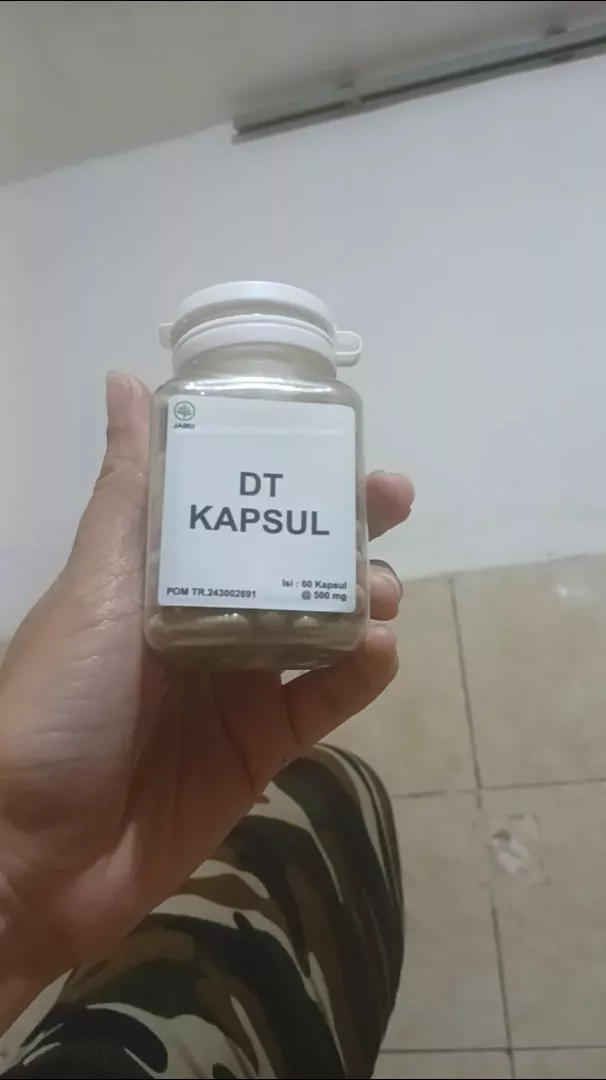 JAMU
DT
KAPSUL
Isi : 60 Kapsul
POM TR.243002691
@ 500 mg